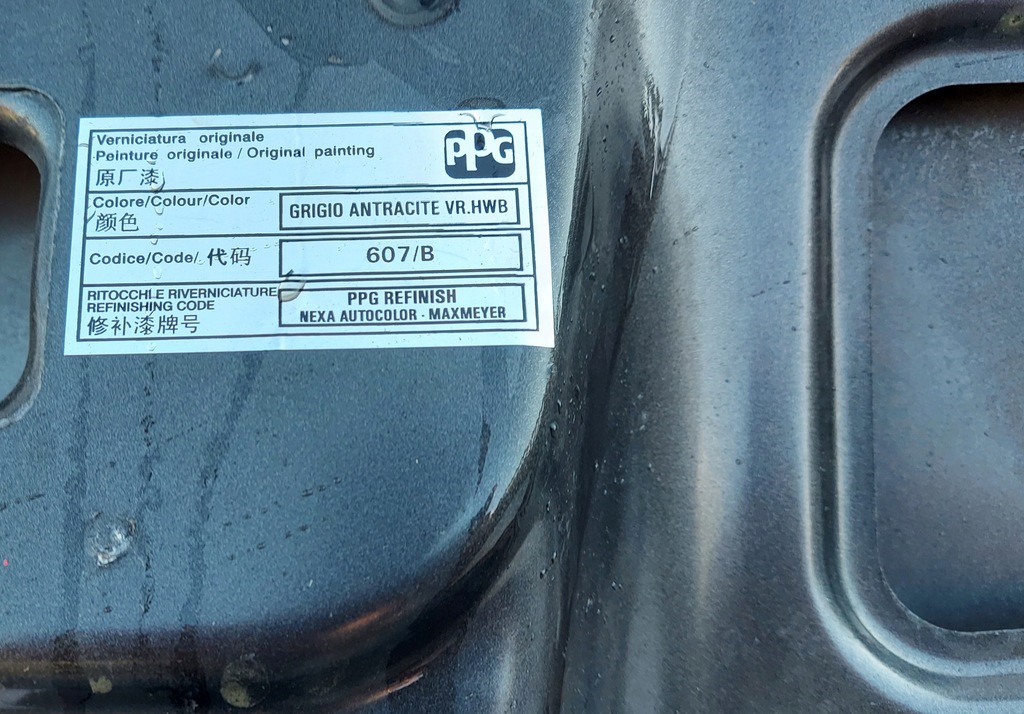 Verniciatura originale
Peinture originale / Original painting
原厂漆
PPG
Colore/Colour/Color
颜色
GRIGIO ANTRACITE VR.HWB
Codice/Code/ 代码
607/B
RITOCCHI.E RIVERNICIATURE
REFINISHING CODE
修补漆牌号
PPG REFINISH
NEXA AUTOCOLOR - MAXMEYER